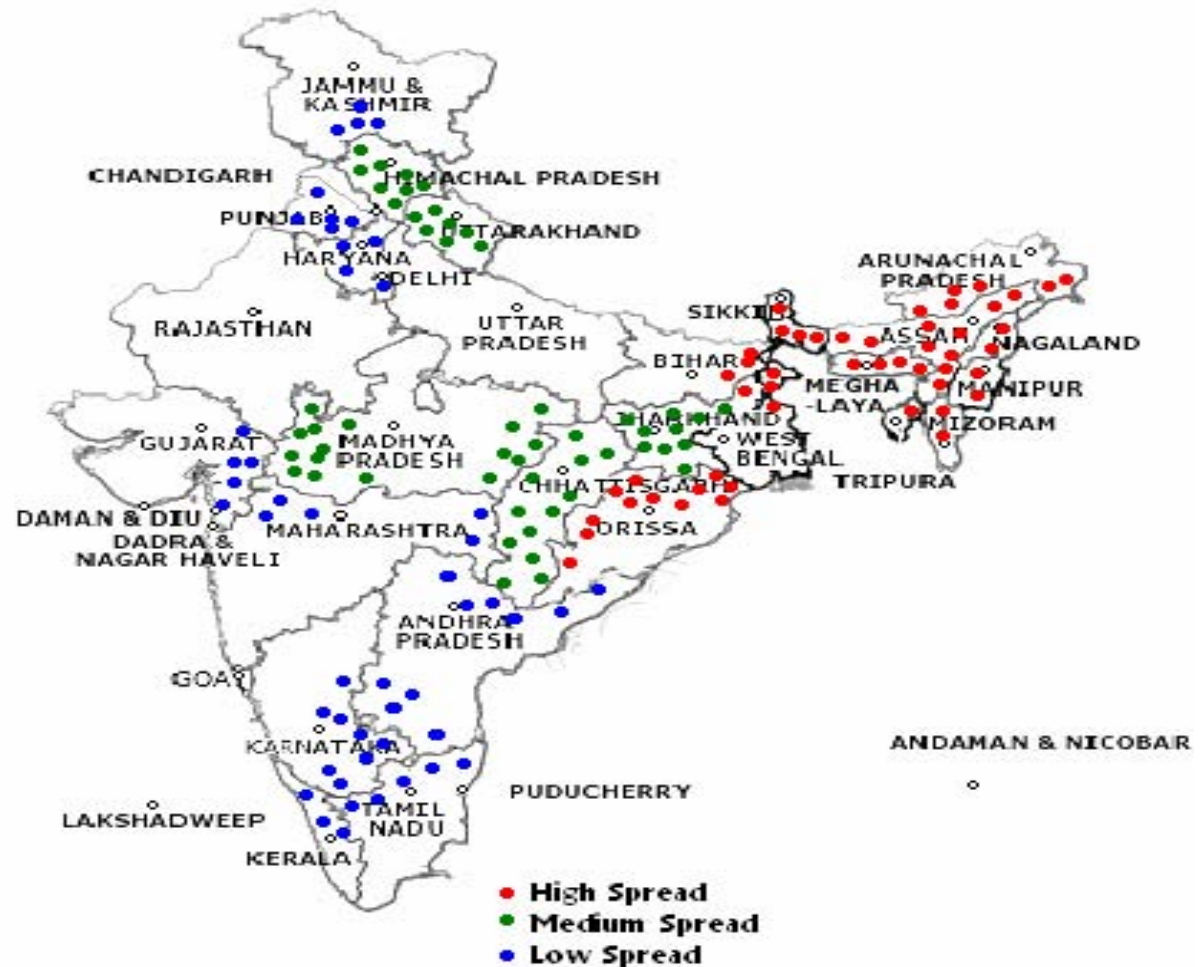 JAMMU &
KASHMIR
CHANDIGARH
HIMACHAL PRADESH
PUNJAB
UTTARAKHAND
HARYANA
DELHI
ARUNACHAL
PRADESH
SIKKIM
RAJASTHAN
UTTAR
PRADESH
ASSAM
NAGALAND
BIHAR
MEGHA
-LAYA
MANIPUR
JHARKHAND
MIZORAM
GUJARAT
MADHYA
PRADESH
WEST
BENGAL
CHHATTISGARH
TRIPURA
DAMAN & DIU
MAHARASHTRA
ORISSA
DADRA &
NAGAR HAVELI
ANDHRA
PRADESH
GOA
KARNATAKA
ANDAMAN & NICOBAR
PUDUCHERRY
LAKSHADWEEP
TAMIL
NADU
KERALA
High Spread
Medium Spread
Low Spread